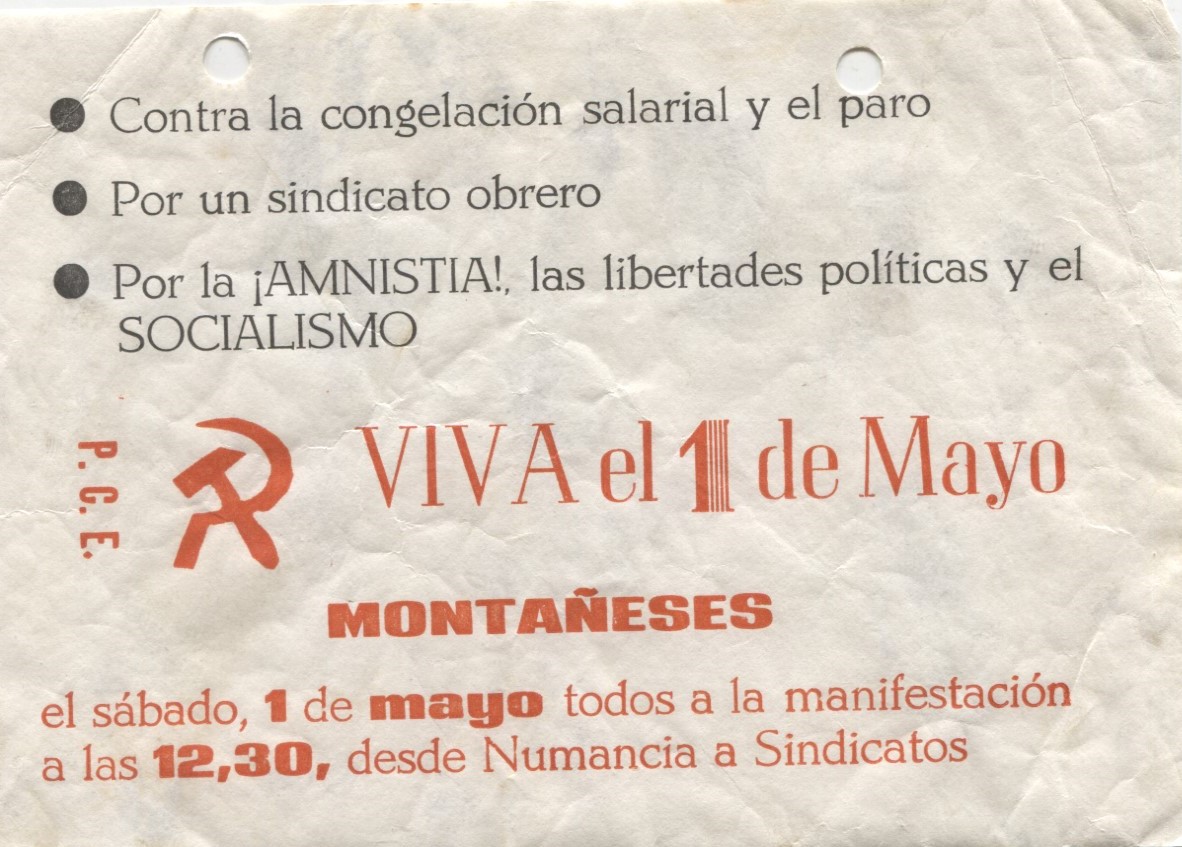 ● Contra la congelación salarial y el paro
● Por un sindicato obrero
● Por la ¡AMNISTIA!, las libertades políticas y el
SOCIALISMO
P. C. E.
VIVA el 1 de Mayo
MONTAÑESES
el sábado, 1 de mayo todos a la manifestación
a las 12,30, desde Numancia a Sindicatos